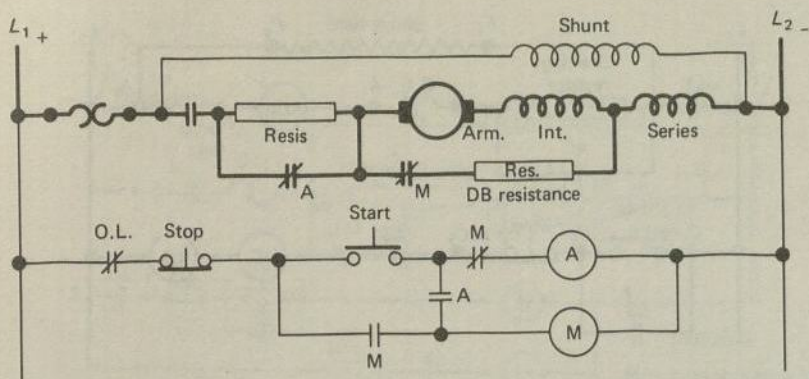 L1 +
L2 -
Shunt
Resis
Arm.
Int.
Series
A
M
Res.
DB resistance
O.L.
Stop
Start
M
A
A
M
M